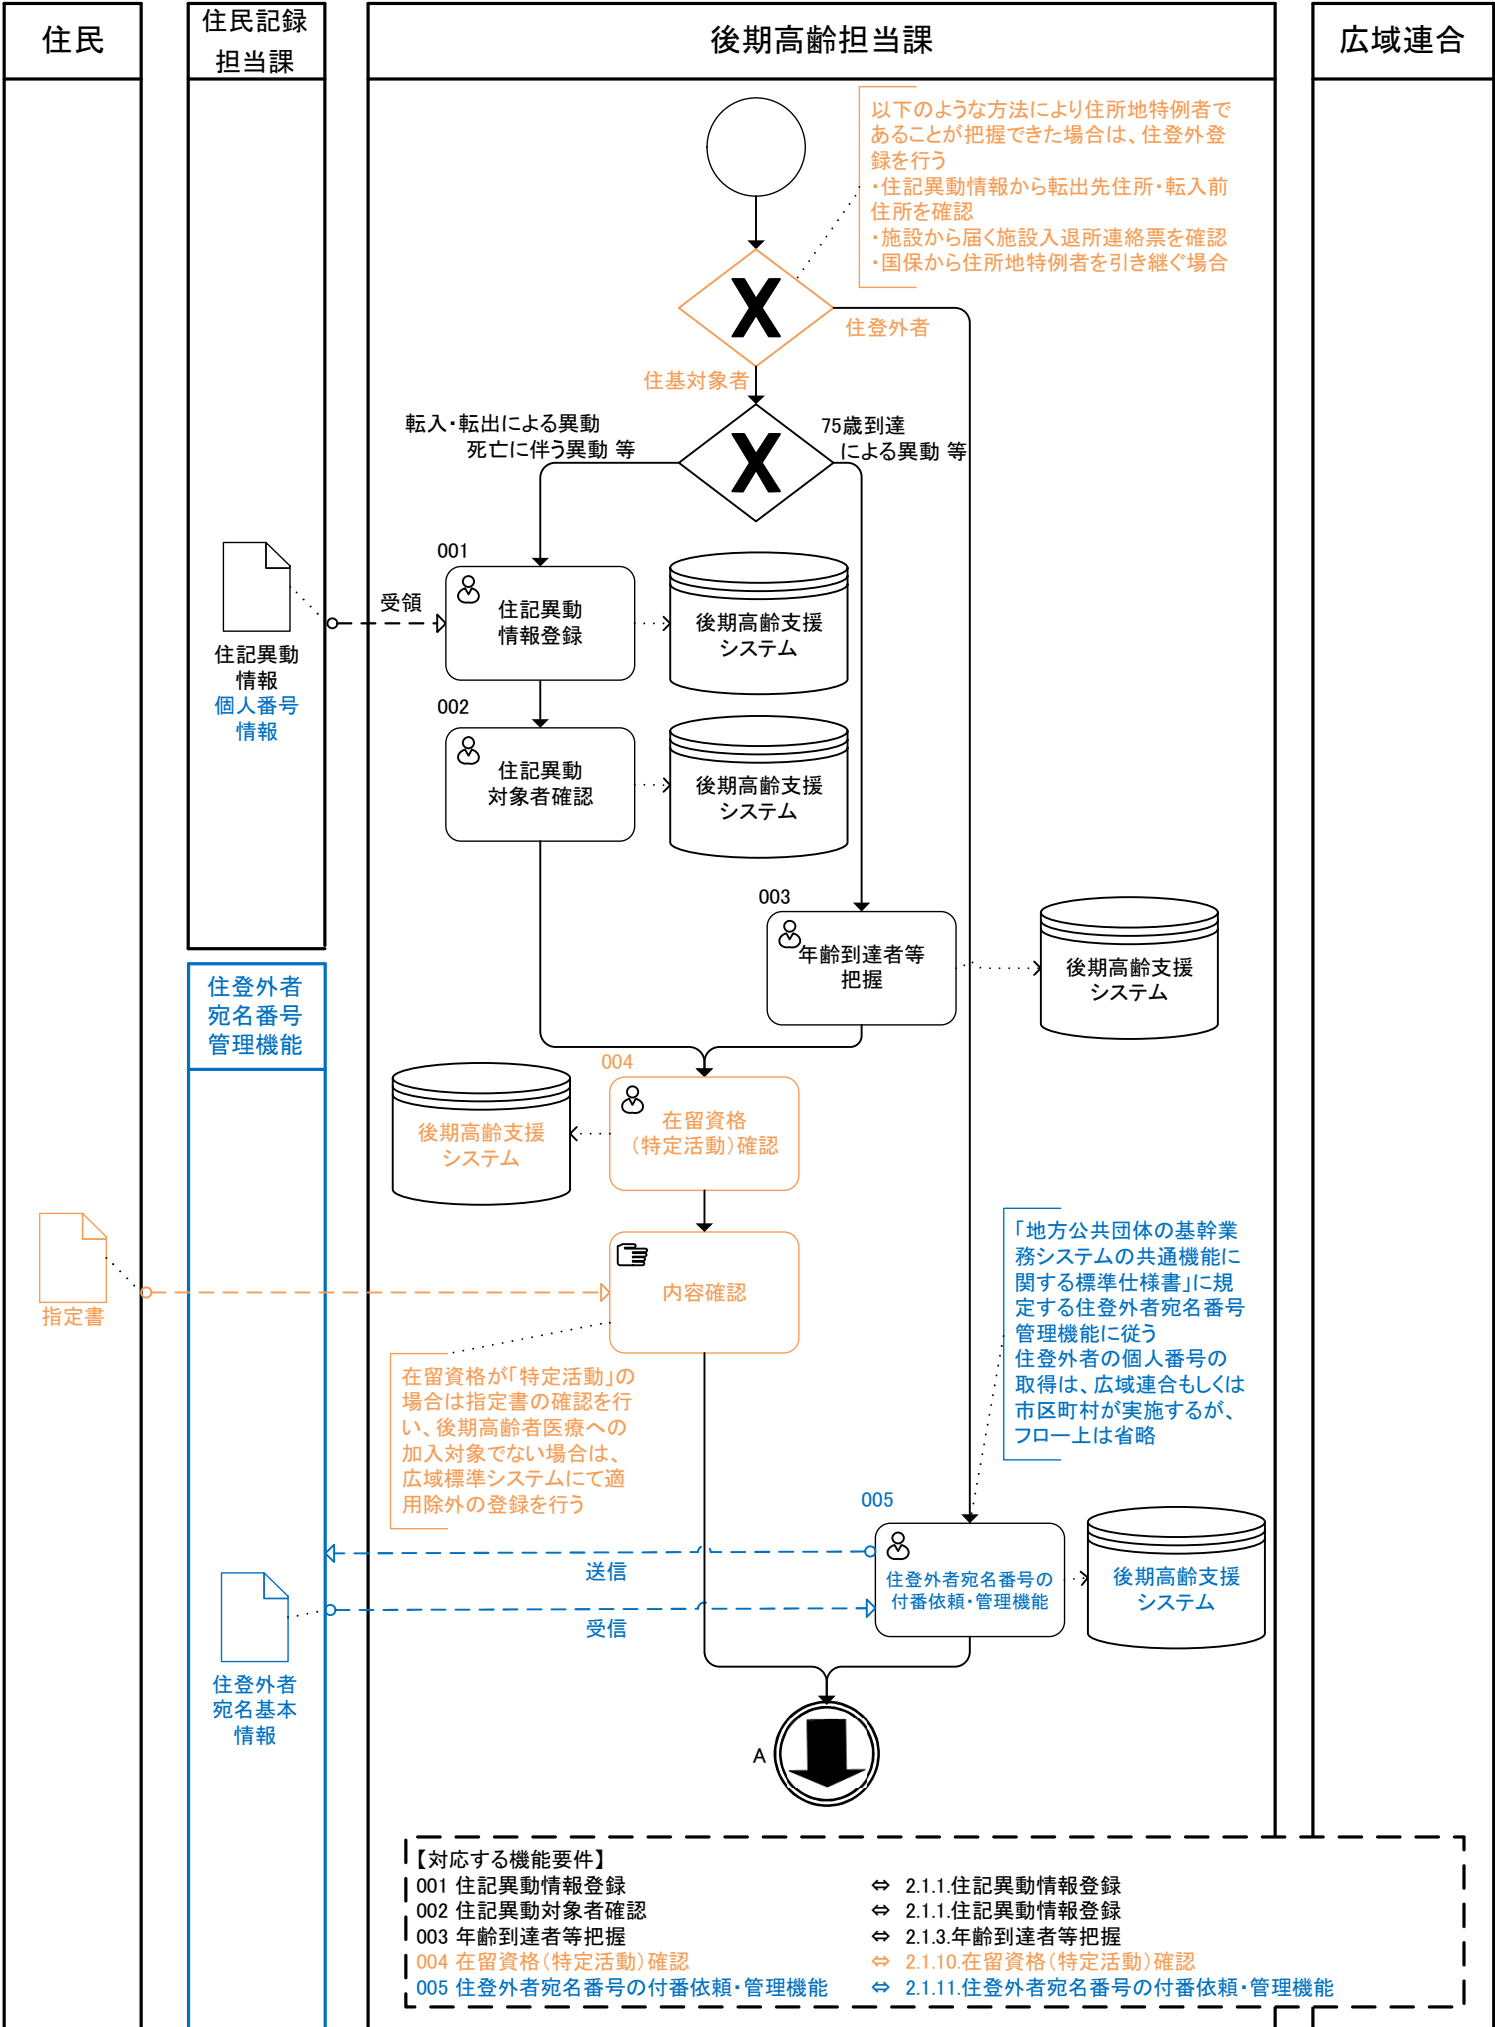 住民
住民記録
担当課
後期高齢担当課
広域連合
以下のような方法により住所地特例者で
あることが把握できた場合は、住登外登
録を行う
・住記異動情報から転出先住所・転入前
住所を確認
・施設から届く施設入退所連絡票を確認
・国保から住所地特例者を引き継ぐ場合
X
住登外者
住基対象者
転入・転出による異動
死亡に伴う異動 等
X
75歳到達
による異動 等
001
住記異動
情報登録
後期高齢支援
システム
受領
住記異動
情報
個人番号
情報
002
住記異動
対象者確認
後期高齢支援
システム
003
年齢到達者等
把握
後期高齢支援
システム
住登外者
宛名番号
管理機能
004
在留資格
（特定活動）確認
後期高齢支援
システム
指定書
内容確認
在留資格が「特定活動」の
場合は指定書の確認を行
い、後期高齢者医療への
加入対象でない場合は、
広域標準システムにて適
用除外の登録を行う
「地方公共団体の基幹業
務システムの共通機能に
関する標準仕様書」に規
定する住登外者宛名番号
管理機能に従う
住登外者の個人番号の
取得は、広域連合もしくは
市区町村が実施するが、
フロー上は省略
005
住登外者宛名番号の
付番依頼・管理機能
後期高齢支援
システム
送信
受信
住登外者
宛名基本
情報
A
【対応する機能要件】
001 住記異動情報登録 ⇔ 2.1.1.住記異動情報登録
002 住記異動対象者確認 ⇔ 2.1.1.住記異動情報登録
003 年齢到達者等把握 ⇔ 2.1.3.年齢到達者等把握
004 在留資格（特定活動）確認 ⇔ 2.1.10.在留資格（特定活動）確認
005 住登外者宛名番号の付番依頼・管理機能 ⇔ 2.1.11.住登外者宛名番号の付番依頼・管理機能